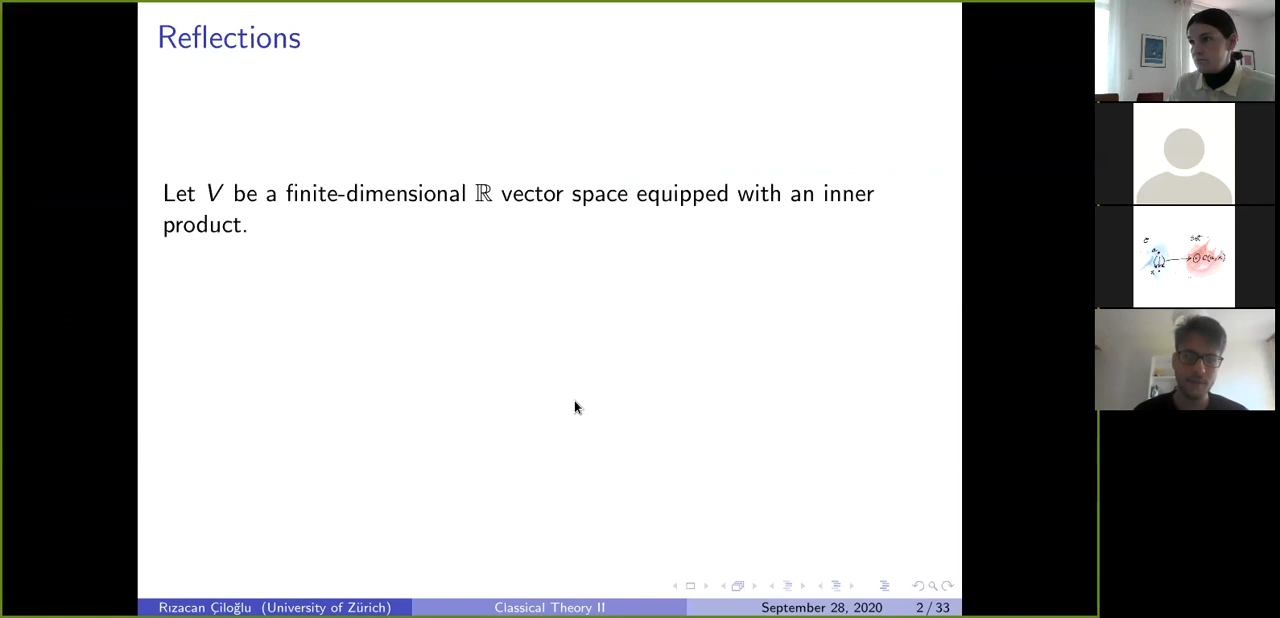 Reflections
Let V be a finite-dimensional ℝ vector space equipped with an inner
product.
Rızacan Çiloğlu (University of Zürich) Classical Theory II September 28, 2020 2 / 33